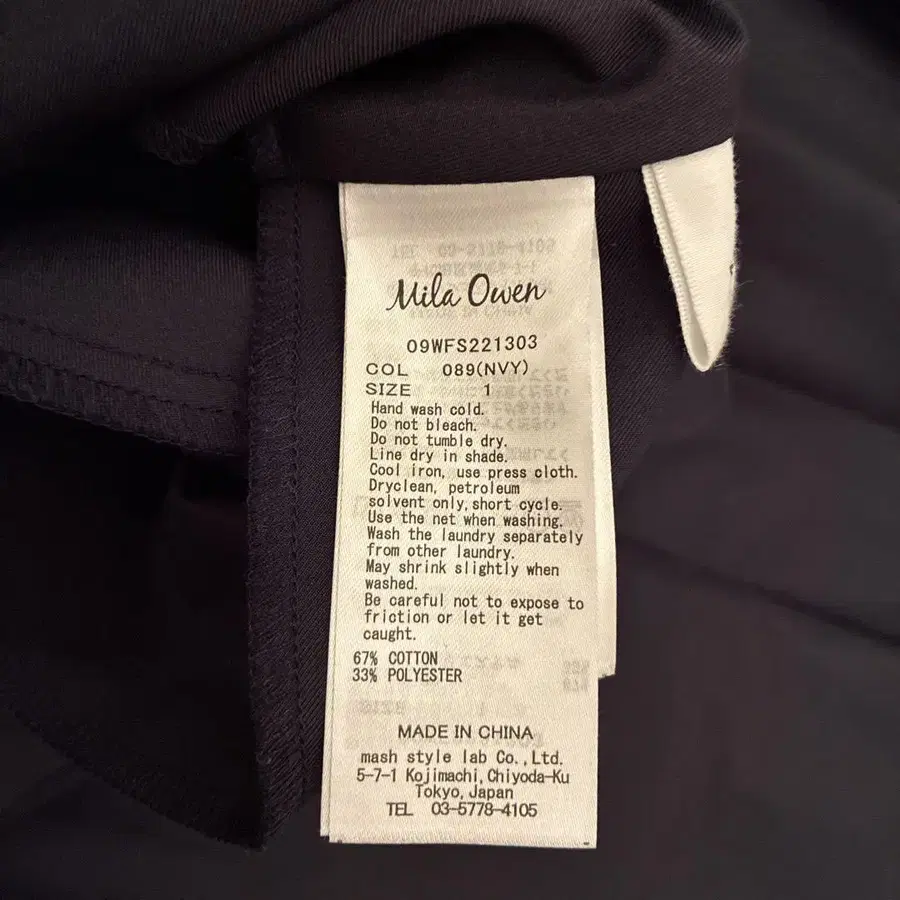 Mila Owen
09WFS221303
COL 089(NVY)
SIZE 1
Hand wash cold.
Do not bleach.
Do not tumble dry.
Line dry in shade.
Cool iron, use press cloth.
Dryclean, petroleum
solvent only,short cycle.
Use the net when washing.
Wash the laundry separately
from other laundry.
May shrink slightly when
washed.
Be careful not to expose to
friction or let it get
caught.
67% COTTON
33% POLYESTER
MADE IN CHINA
mash style lab Co.,Ltd.
5-7-1 Kojimachi,Chiyoda-Ku
Tokyo,Japan
TEL 03-5778-4105